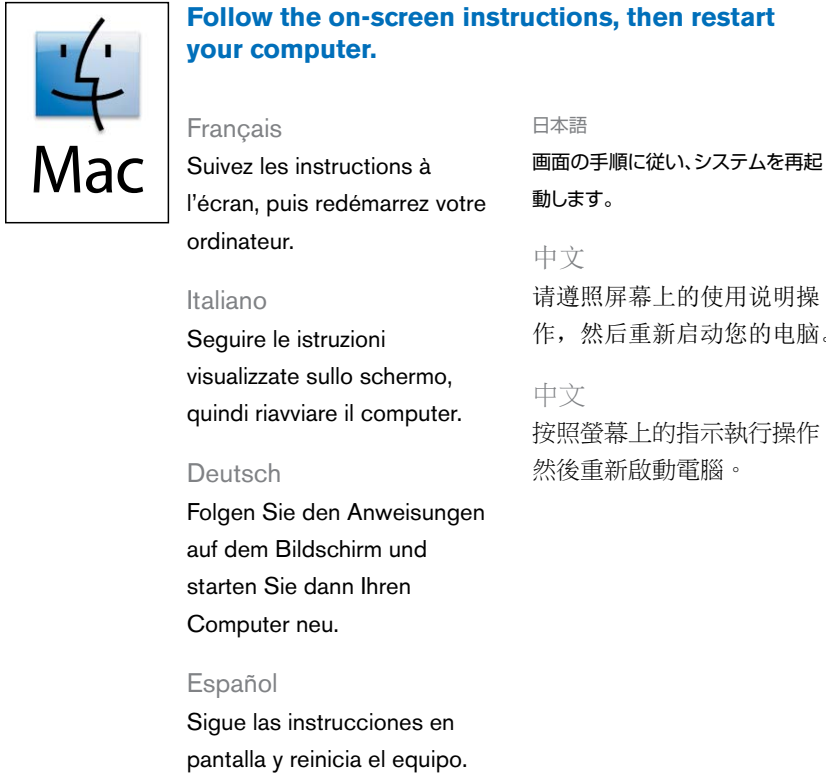 Mac
Follow the on-screen instructions, then restart
your computer.
Français
Suivez les instructions à
l’écran, puis redémarrez votre
ordinateur.
Italiano
Seguire le istruzioni
visualizzate sullo schermo,
quindi riavviare il computer.
Deutsch
Folgen Sie den Anweisungen
auf dem Bildschirm und
starten Sie dann Ihren
Computer neu.
Español
Sigue las instrucciones en
pantalla y reinicia el equipo.
日本語
画面の手順に従い、システムを再起
動します。
中文
请遵照屏幕上的使用说明操
作，然后重新启动您的电脑。
中文
按照螢幕上的指示執行操作
然後重新啟動電腦。